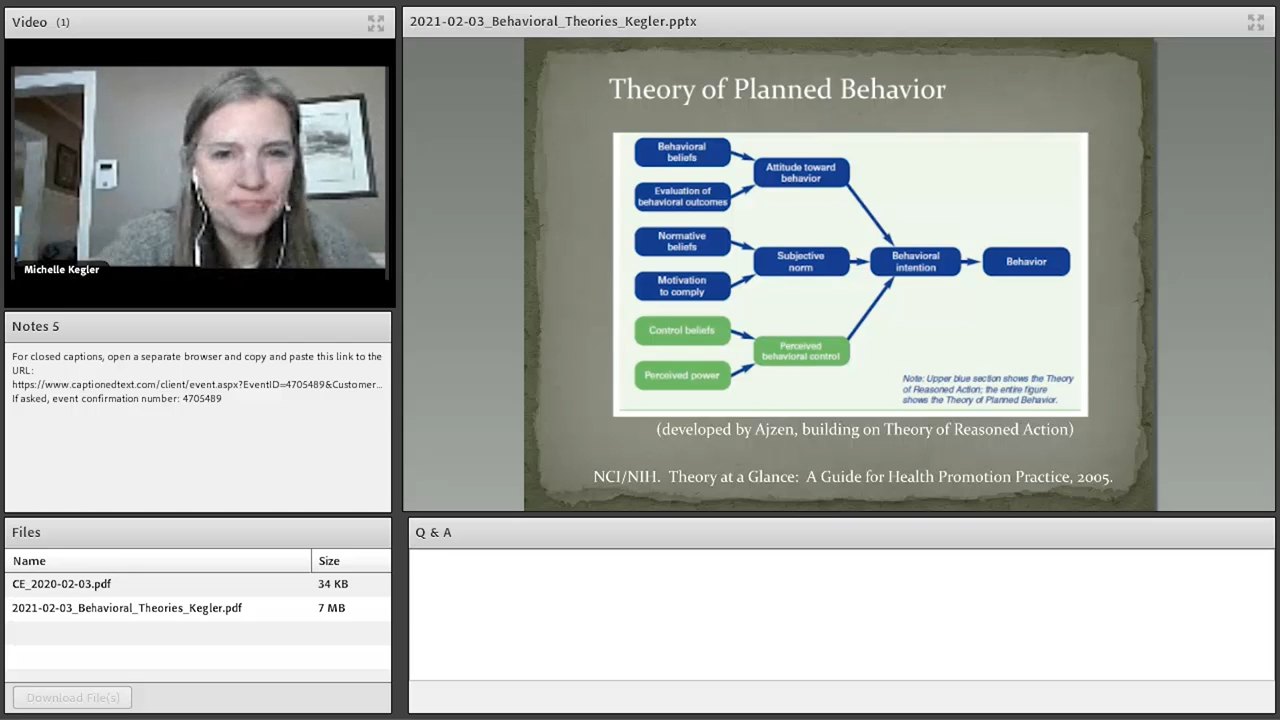 Video (1)
Michelle Kegler
Notes 5
For closed captions, open a separate browser and copy and paste this link to the
URL:
https://www.captionedtext.com/client/event.aspx?EventID=4705489&Customer...
If asked, event confirmation number: 4705489
Files
Name Size
CE_2020-02-03.pdf 34 KB
2021-02-03_Behavioral_Theories_Kegler.pdf 7 MB
Download File(s)
2021-02-03_Behavioral_Theories_Kegler.pptx
Theory of Planned Behavior
Behavioral
beliefs
Evaluation of
behavioral outcomes
Attitude toward
behavior
Normative
beliefs
Motivation
to comply
Subjective
norm
Behavioral
intention
Behavior
Control beliefs
Perceived power
Perceived
behavioral control
Note: Upper blue section shows the Theory
of Reasoned Action; the entire figure
shows the Theory of Planned Behavior.
(developed by Ajzen, building on Theory of Reasoned Action)
NCI/NIH. Theory at a Glance: A Guide for Health Promotion Practice, 2005.
Q & A